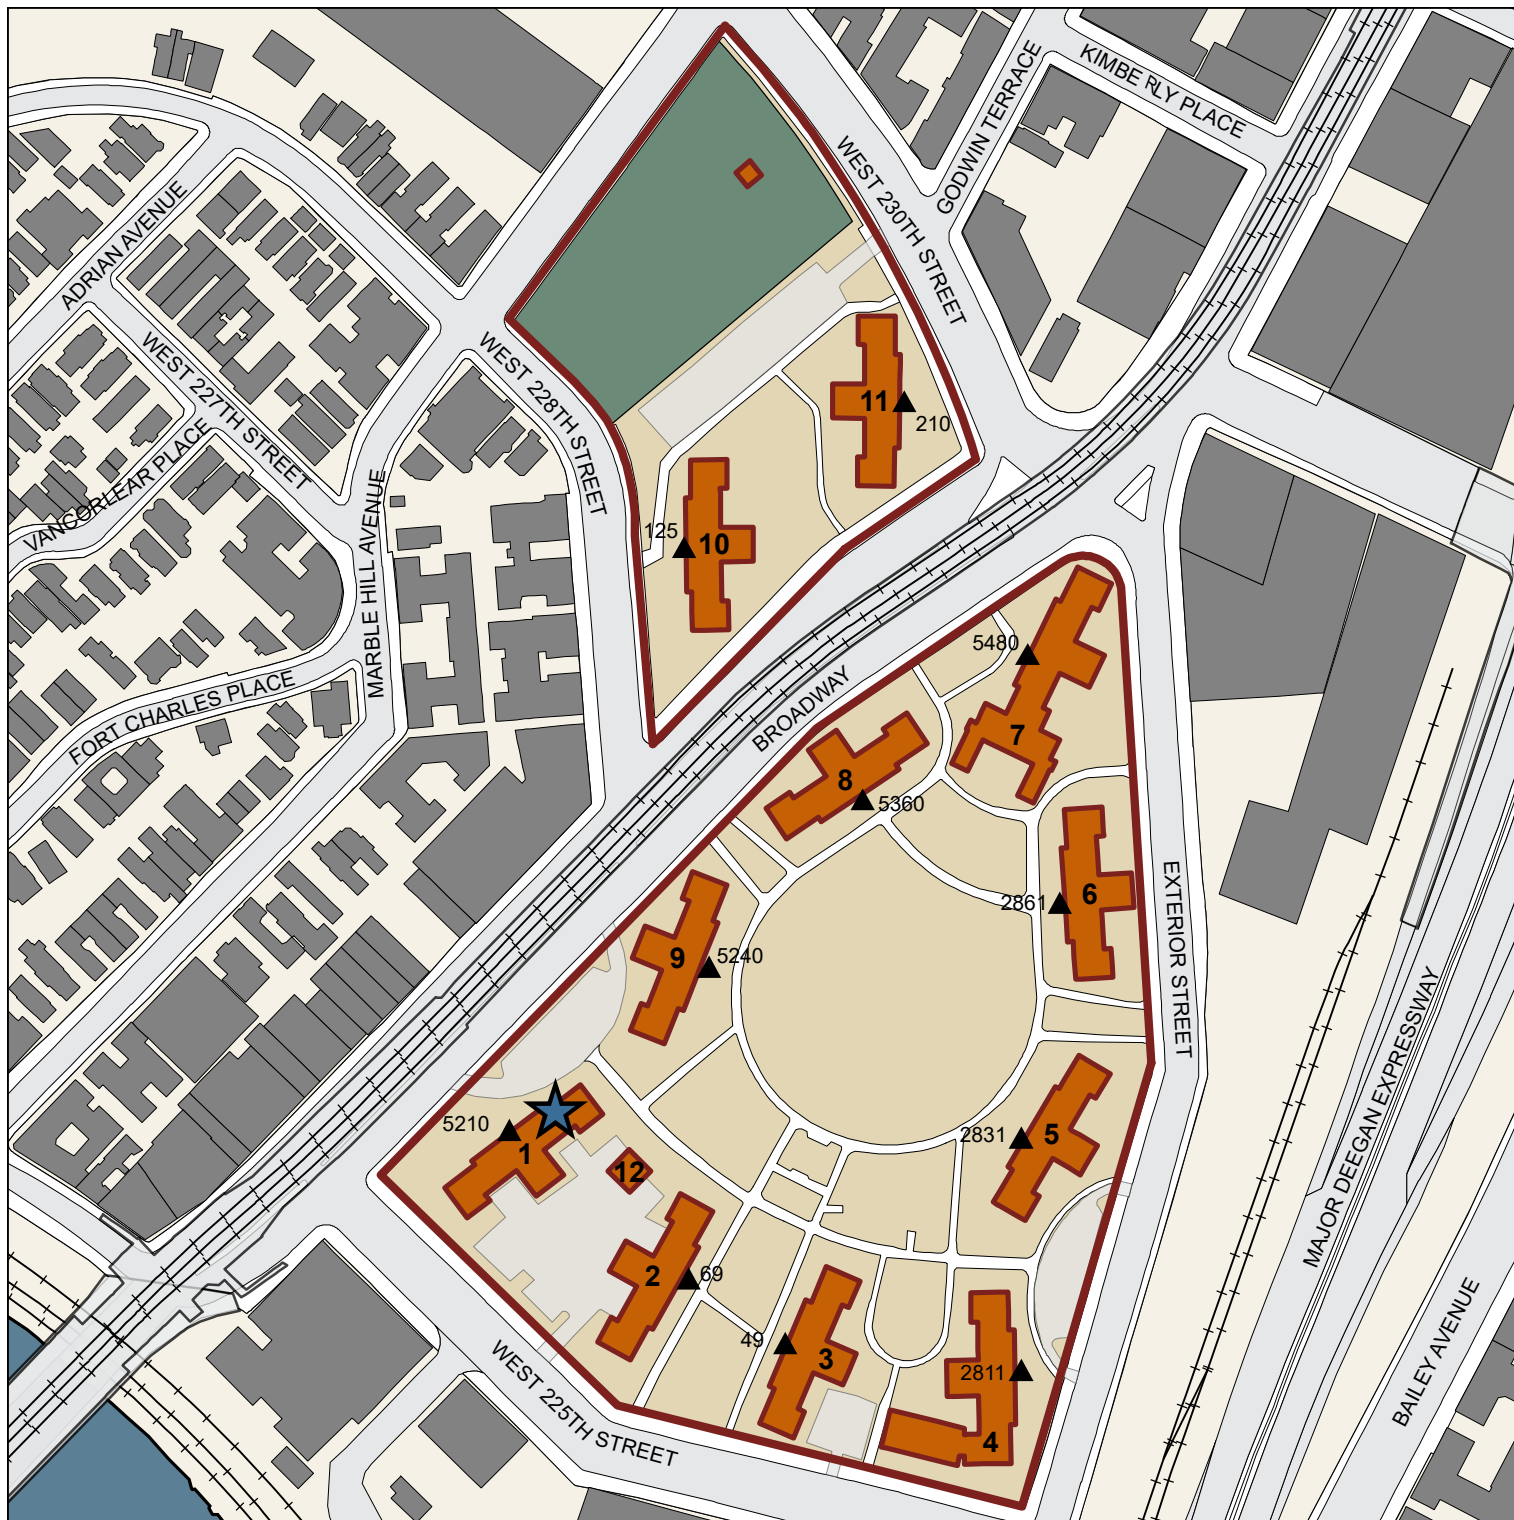 KIMBERLY PLACE
GODWIN TERRACE
WEST 230TH STREET
ADRIAN AVENUE
WEST 227TH STREET
WEST 228TH STREET
VANCORLEAR PLACE
MARBLE HILL AVENUE
FORT CHARLES PLACE
11
210
125
10
5480
7
BROADWAY
8
5360
6
2861
9
5240
EXTERIOR STREET
5210
1
12
2831
5
2
69
49
3
2811
4
WEST 225TH STREET
MAJOR DEEGAN EXPRESSWAY
BAILEY AVENUE